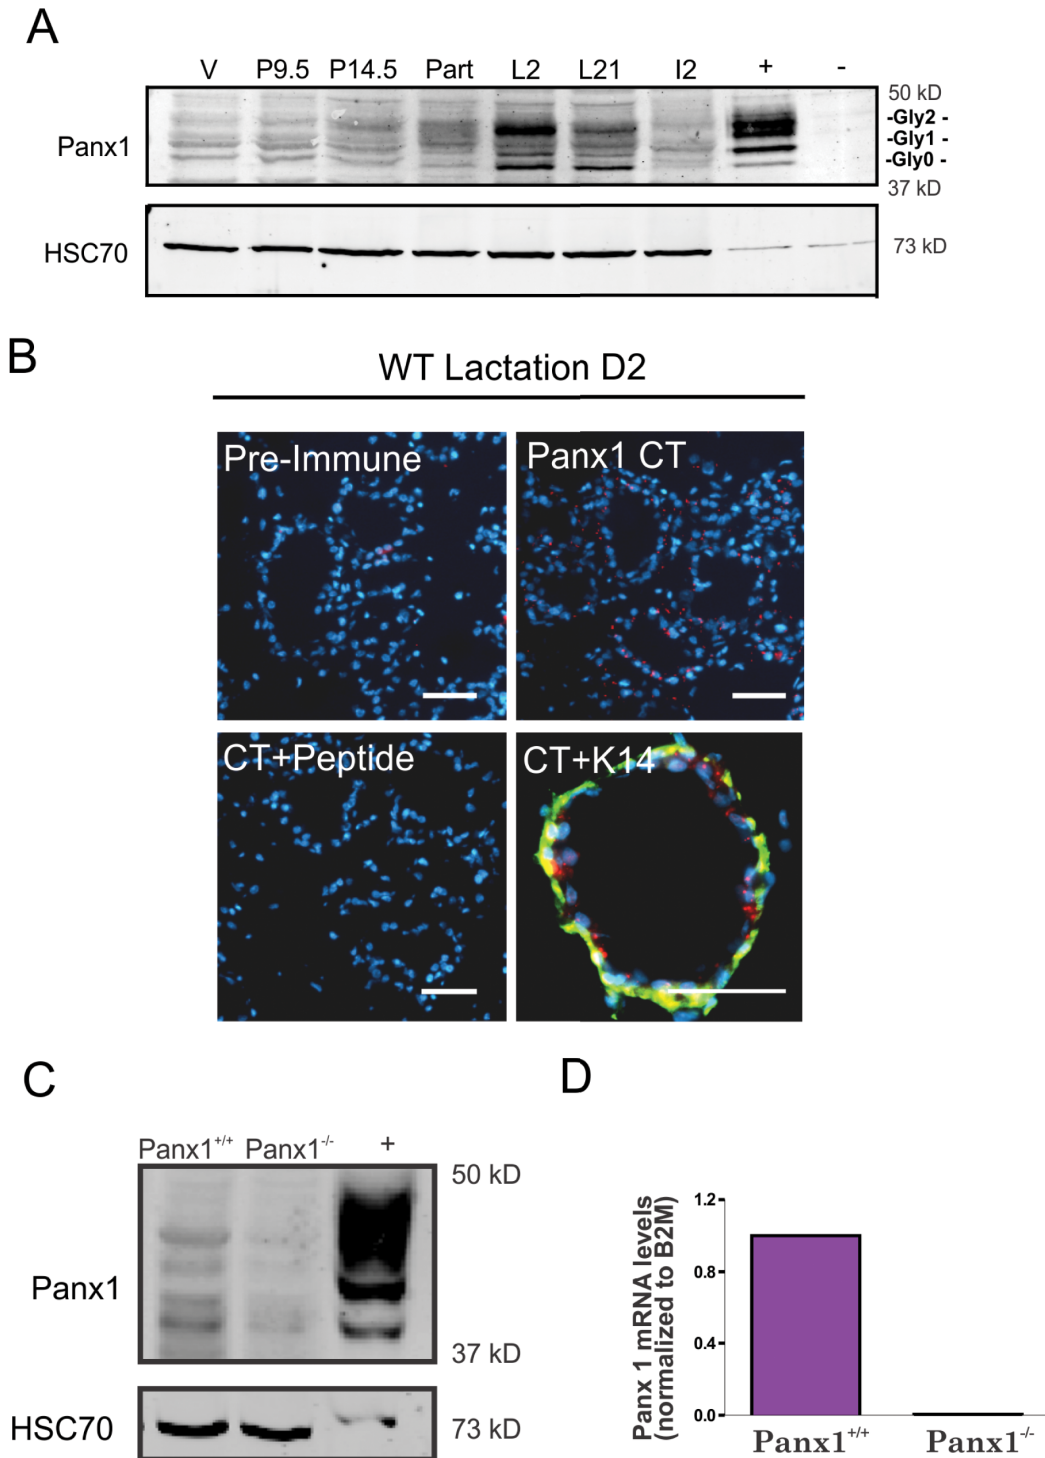 A
V P9.5 P14.5 Part L2 L21 I2 + -
Panx1
50 kD
-Gly2 -
-Gly1 -
-Gly0 -
37 kD
HSC70
73 kD
B
WT Lactation D2
Pre-Immune
Panx1 CT
CT+Peptide
CT+K14
C
Panx1+/+ Panx1-/- +
Panx1
50 kD
37 kD
HSC70
73 kD
D
Panx 1 mRNA levels
(normalized to B2M)
1.2
0.8
0.4
0.0
Panx1+/+ Panx1-/-